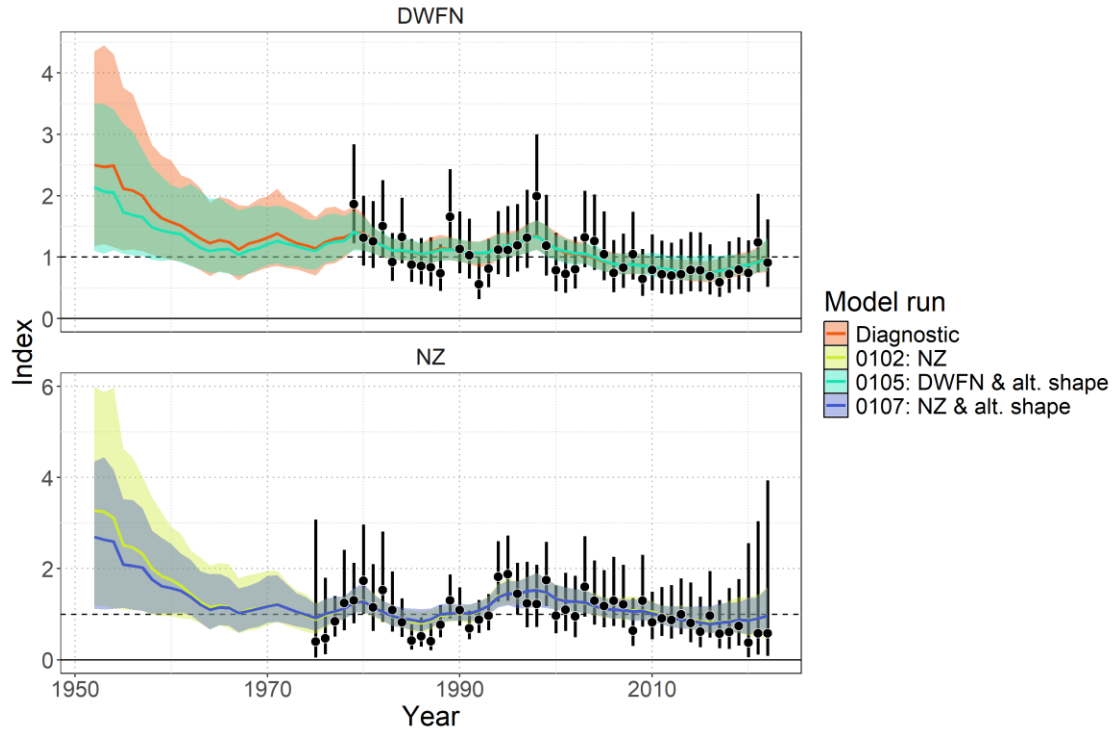 DWFN
4
3
2
1
0
NZ
6
4
2
0
1950
1970
1990
2010
Year
Index
Model run
Diagnostic
0102: NZ
0105: DWFN & alt. shape
0107: NZ & alt. shape